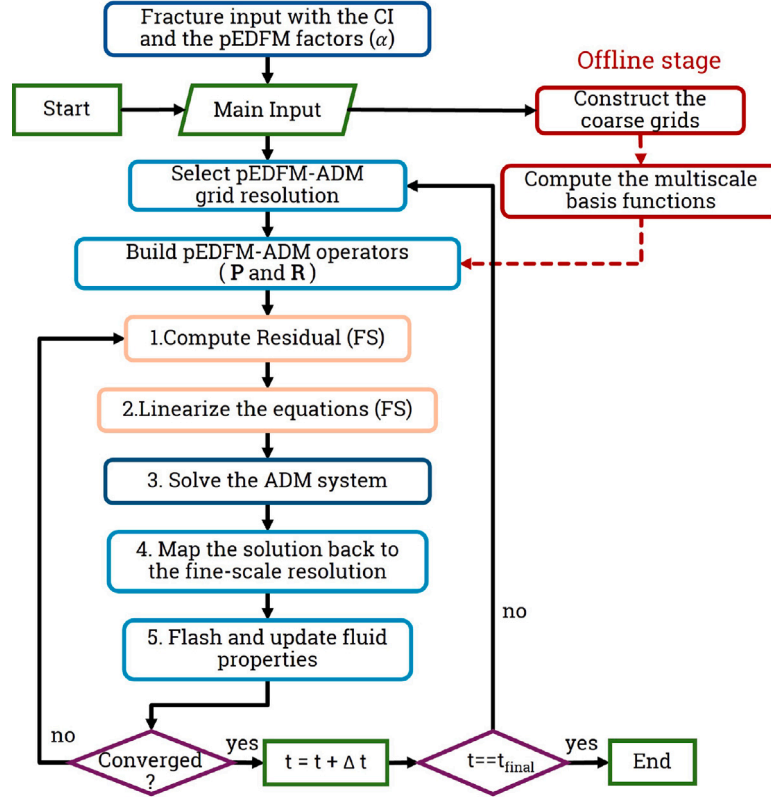 Fracture input with the CI
and the pEDFM factors (α)
Offline stage
Start
Main Input
Construct the
coarse grids
Select pEDFM-ADM
grid resolution
Compute the multiscale
basis functions
Build pEDFM-ADM operators
( P and R )
1.Compute Residual (FS)
2.Linearize the equations (FS)
3. Solve the ADM system
4. Map the solution back to
the fine-scale resolution
5. Flash and update fluid
properties
no
no
Converged
?
yes
t = t + Δ t
t==t_final
yes
End